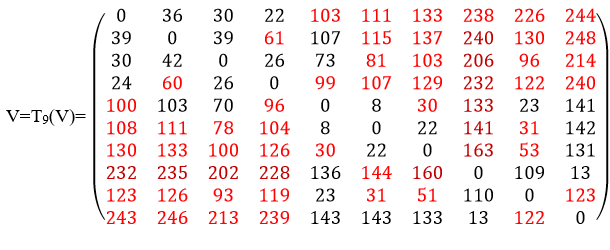 0 36 30 22 103 111 133 238 226 244
39 0 39 61 107 115 137 240 130 248
30 42 0 26 73 81 103 206 96 214
24 60 26 0 99 107 129 232 122 240
V=T₉(V)= 100 103 70 96 0 8 30 133 23 141
108 111 78 104 8 0 22 141 31 142
130 133 100 126 30 22 0 163 53 131
232 235 202 228 136 144 160 0 109 13
123 126 93 119 23 31 51 110 0 123
243 246 213 239 143 143 133 13 122 0